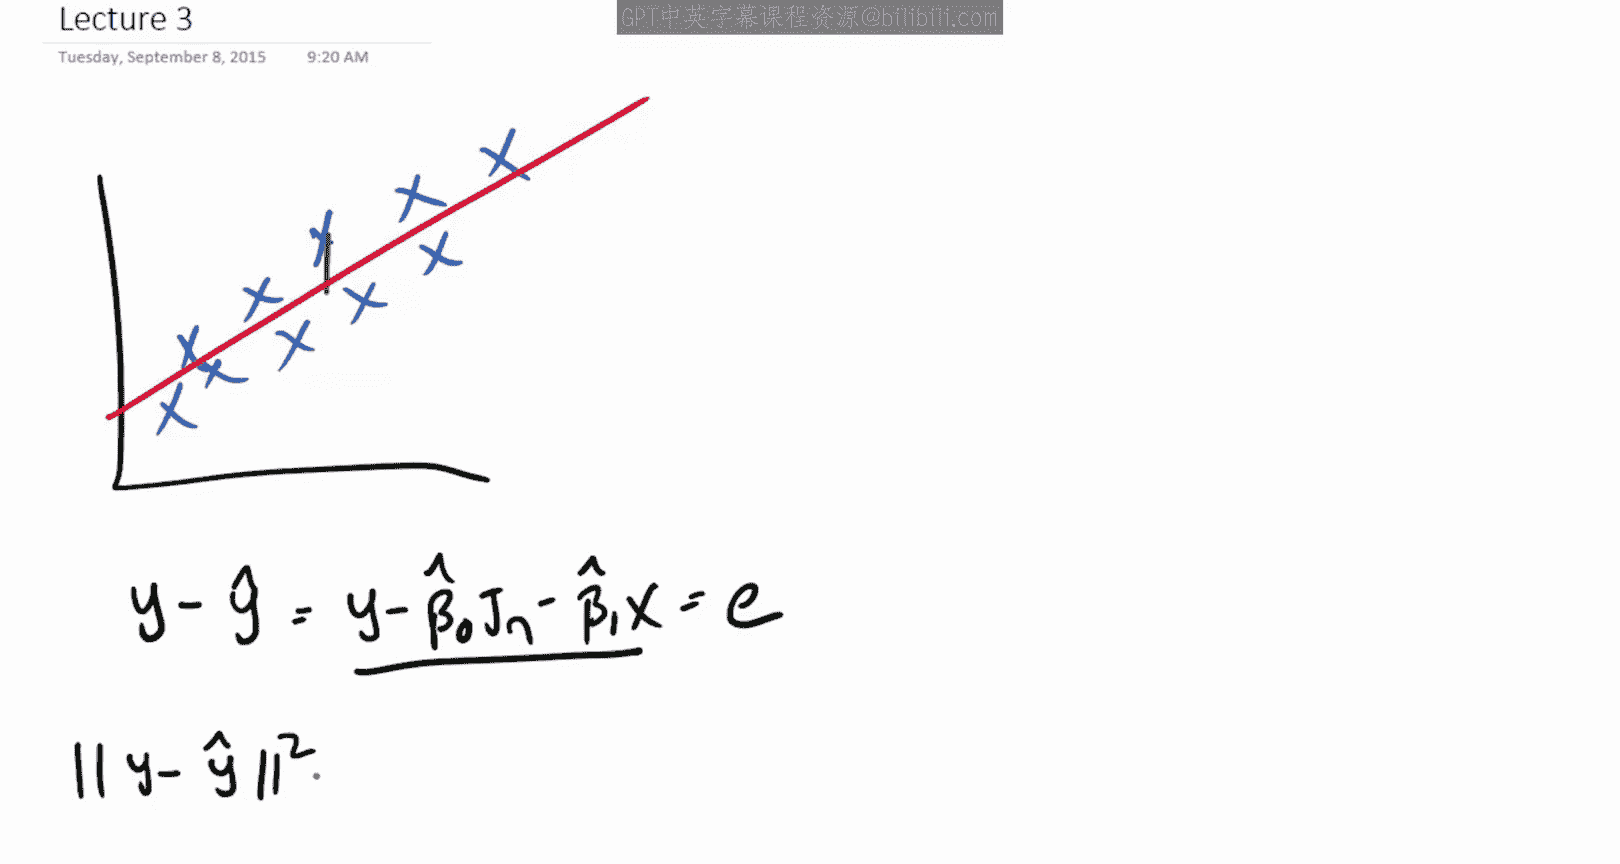 Lecture 3
GPT中英字幕课程资源@bilibili.com
Tuesday, September 8, 2015 9:20 AM
y - ŷ = y - β̂₀Jₙ - β̂₁x = e
||y - ŷ||²